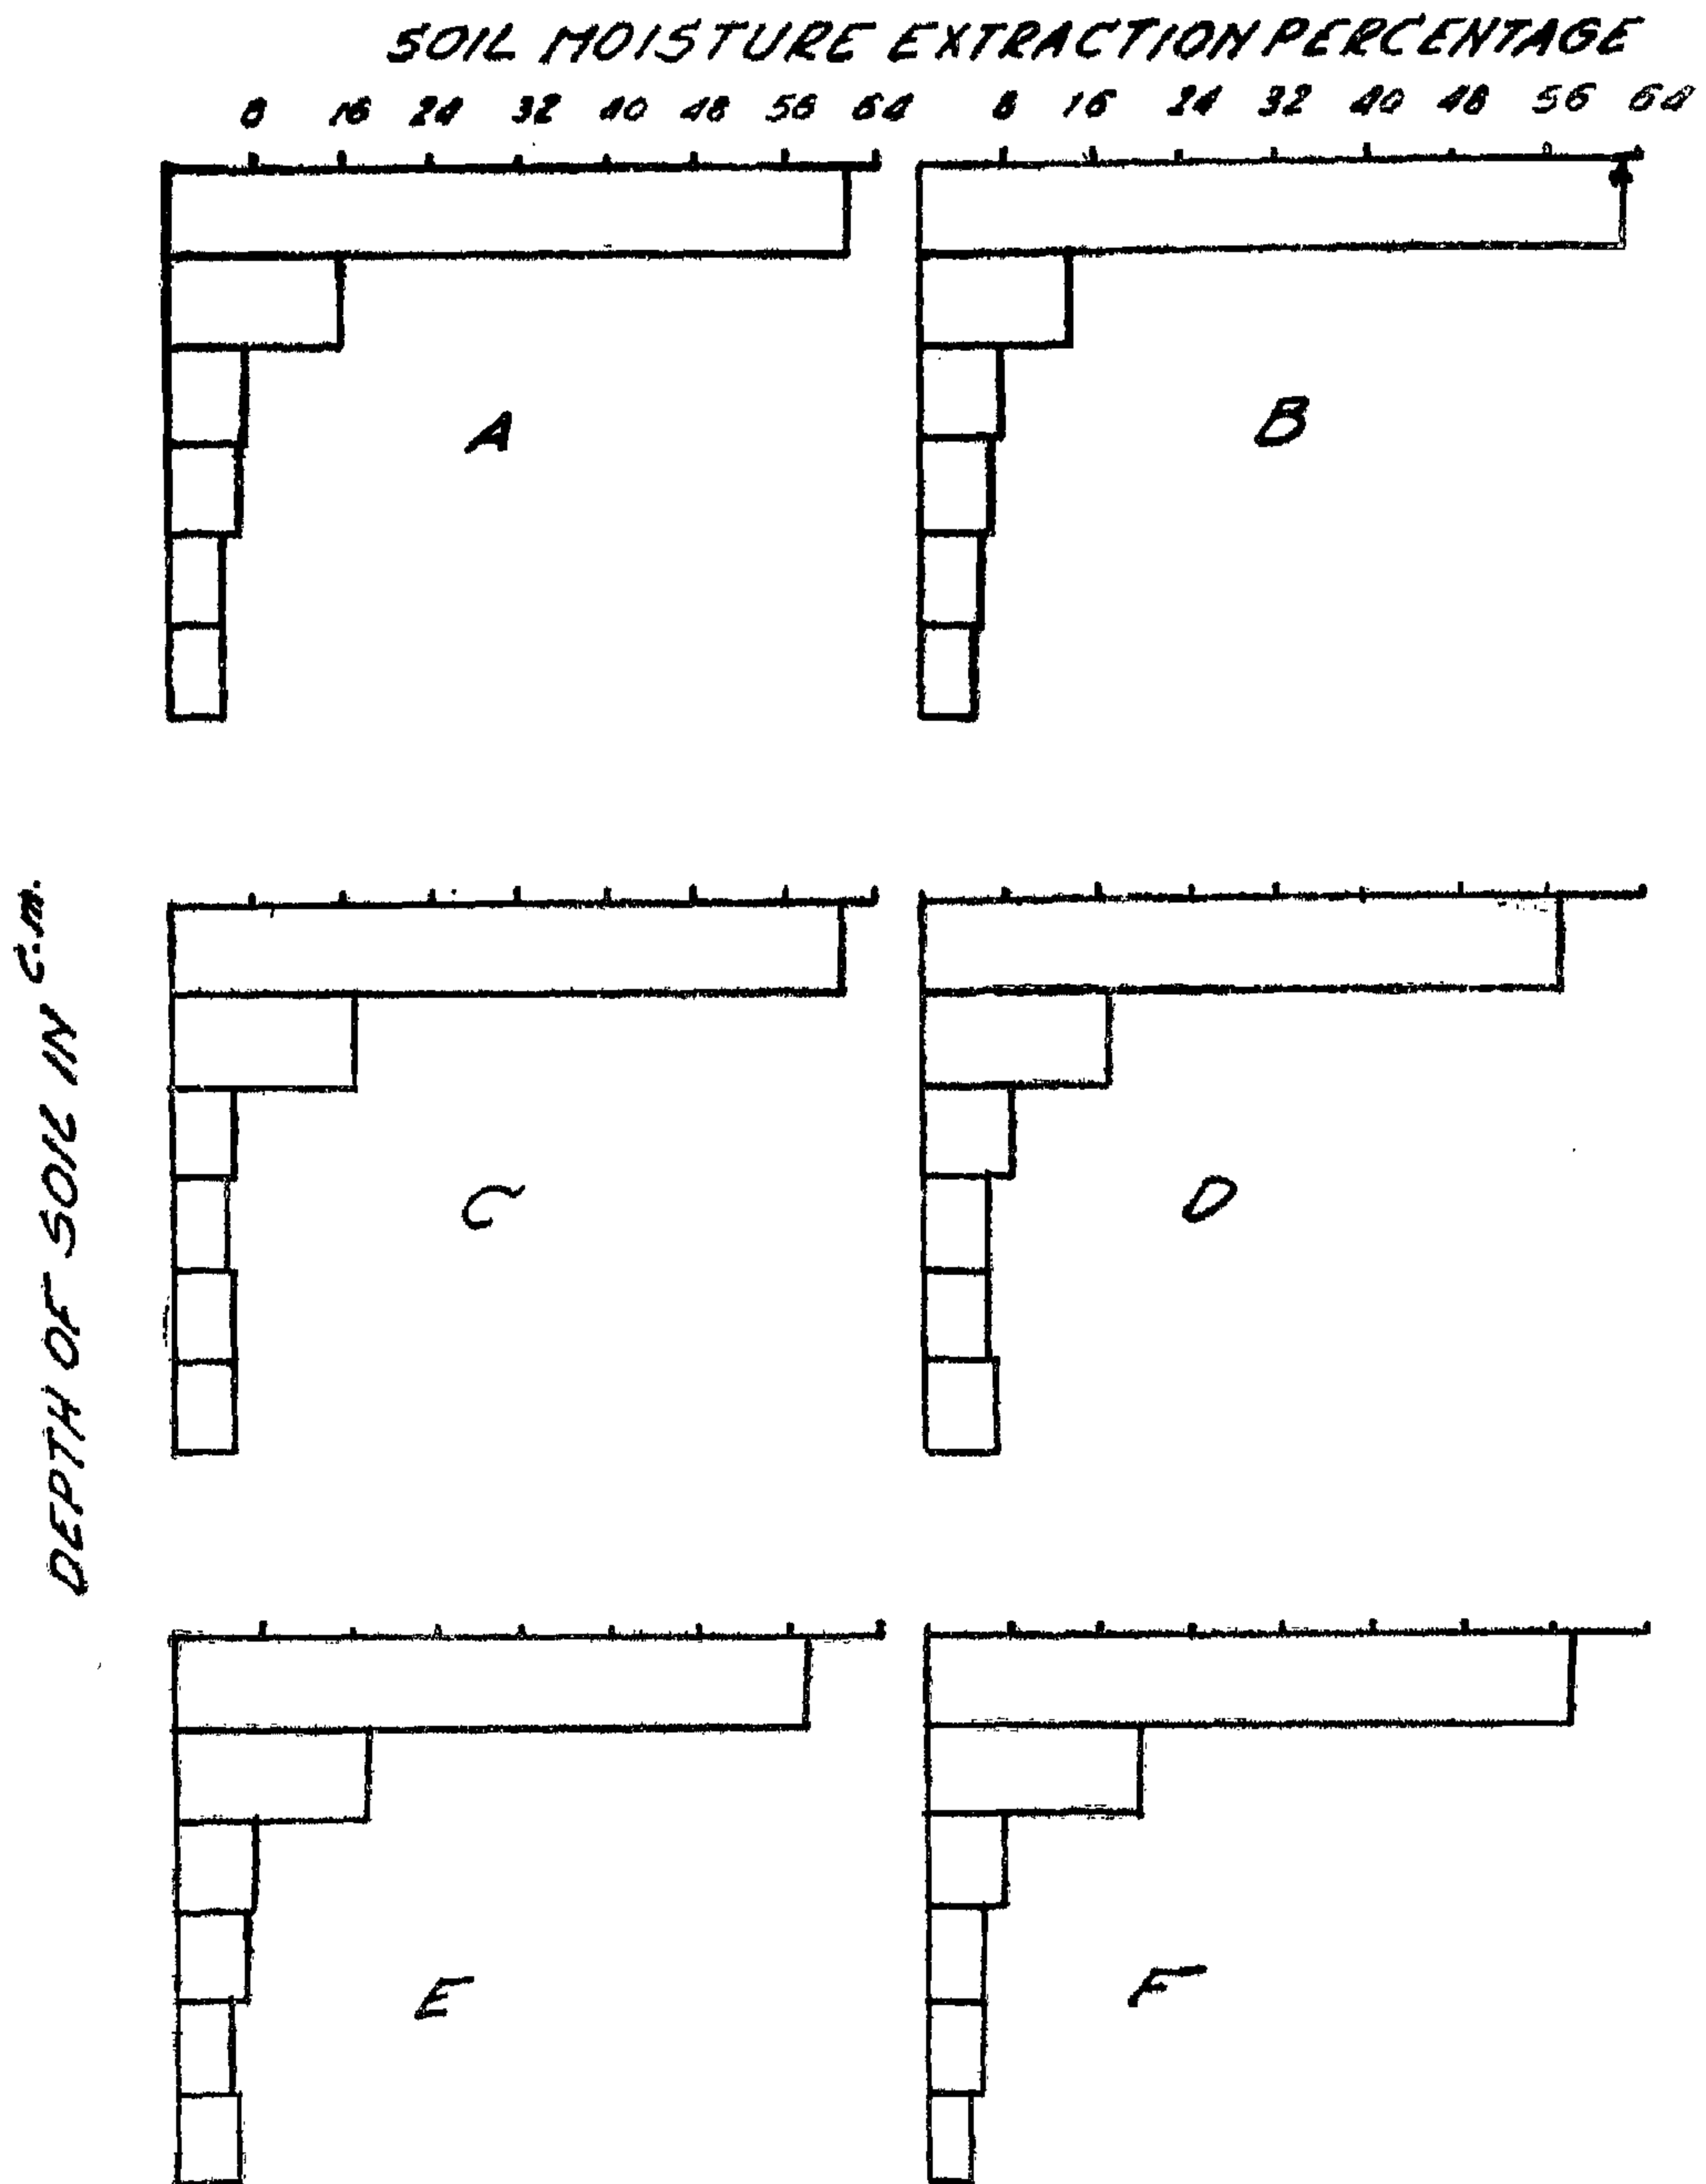 SOIL MOISTURE EXTRACTION PERCENTAGE
8 16 24 32 40 48 56 64 8 16 24 32 40 48 56 64
A
B
DEPTH OF SOIL IN C.M.
C
D
E
F